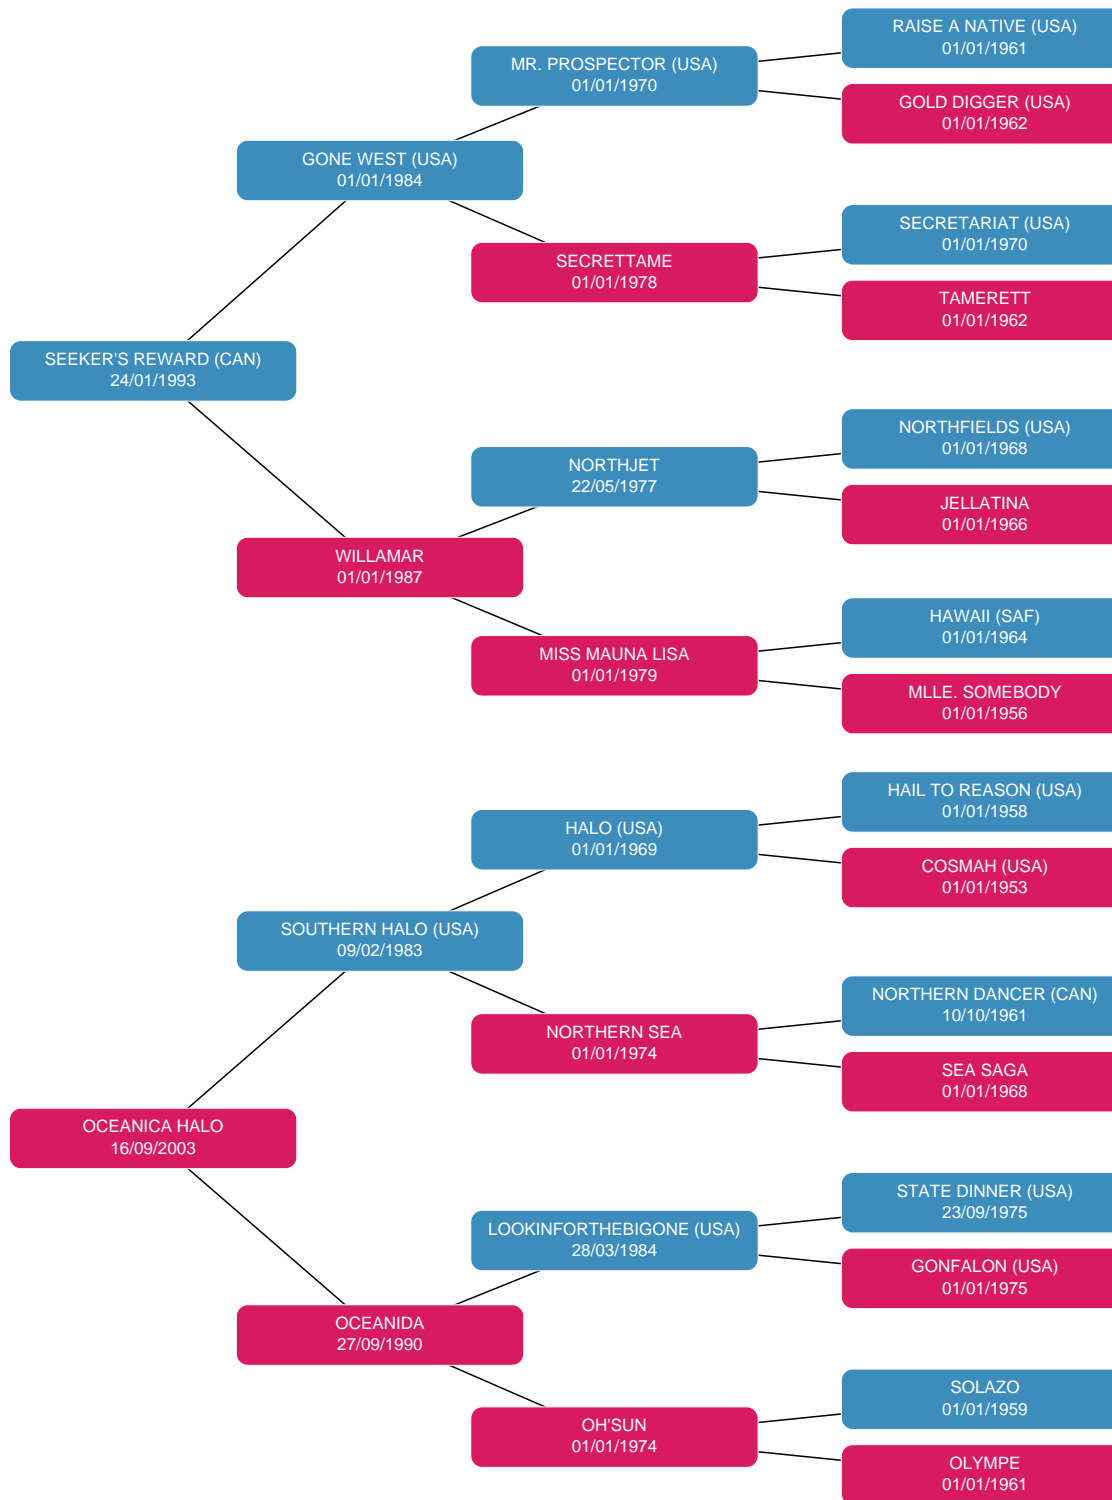 RAISE A NATIVE (USA)
01/01/1961
MR. PROSPECTOR (USA)
01/01/1970
GOLD DIGGER (USA)
01/01/1962
GONE WEST (USA)
01/01/1984
SECRETARIAT (USA)
01/01/1970
SECRETTAME
01/01/1978
TAMERETT
01/01/1962
SEEKER'S REWARD (CAN)
24/01/1993
NORTHFIELDS (USA)
01/01/1968
NORTHJET
22/05/1977
JELLATINA
01/01/1966
WILLAMAR
01/01/1987
HAWAII (SAF)
01/01/1964
MISS MAUNA LISA
01/01/1979
MLLE. SOMEBODY
01/01/1956
HAIL TO REASON (USA)
01/01/1958
HALO (USA)
01/01/1969
COSMAH (USA)
01/01/1953
SOUTHERN HALO (USA)
09/02/1983
NORTHERN DANCER (CAN)
10/10/1961
NORTHERN SEA
01/01/1974
SEA SAGA
01/01/1968
OCEANICA HALO
16/09/2003
STATE DINNER (USA)
23/09/1975
LOOKINFORTHEBIGONE (USA)
28/03/1984
GONFALON (USA)
01/01/1975
OCEANIDA
27/09/1990
SOLAZO
01/01/1959
OH'SUN
01/01/1974
OLYMPE
01/01/1961